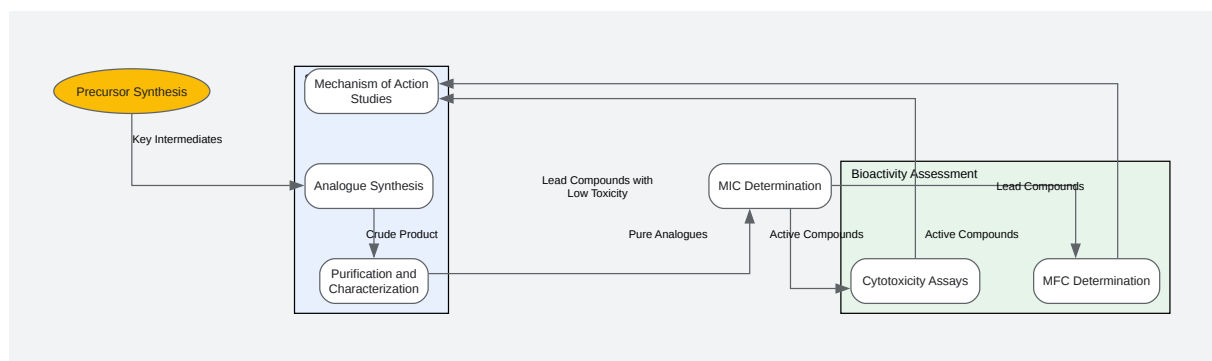 Mechanism of Action
Studies
Precursor Synthesis
Key Intermediates
Analogue Synthesis
Crude Product
Purification and
Characterization
Lead Compounds with
Low Toxicity
Pure Analogues
MIC Determination
Active Compounds
Bioactivity Assessment
Lead Compounds
Active Compounds
Cytotoxicity Assays
MFC Determination